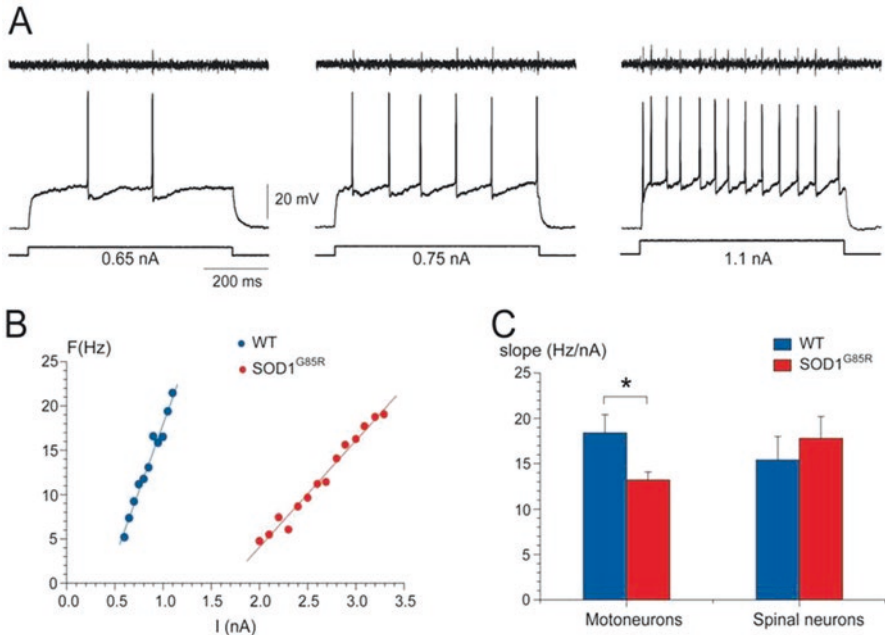 A
20 mV
0.65 nA
0.75 nA
1.1 nA
200 ms
B
F(Hz)
WT
SOD1G85R
25
20
15
10
5
0
0.0 0.5 1.0 1.5 2.0 2.5 3.0 3.5
I (nA)
C
slope (Hz/nA)
WT
SOD1G85R
25
20
15
10
5
0
*
Motoneurons Spinal neurons